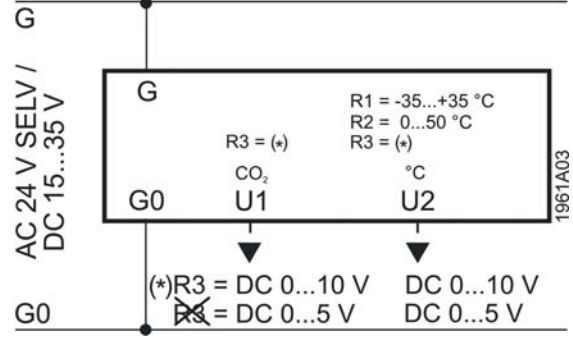 G
AC 24 V SELV /
DC 15...35 V
G
R1 = -35...+35 °C
R2 = 0...50 °C
R3 = (*)
R3 = (*)
CO₂
°C
G0
U1
U2
1961A03
(*)R3 = DC 0...10 V
DC 0...10 V
R3 = DC 0...5 V
DC 0...5 V
G0